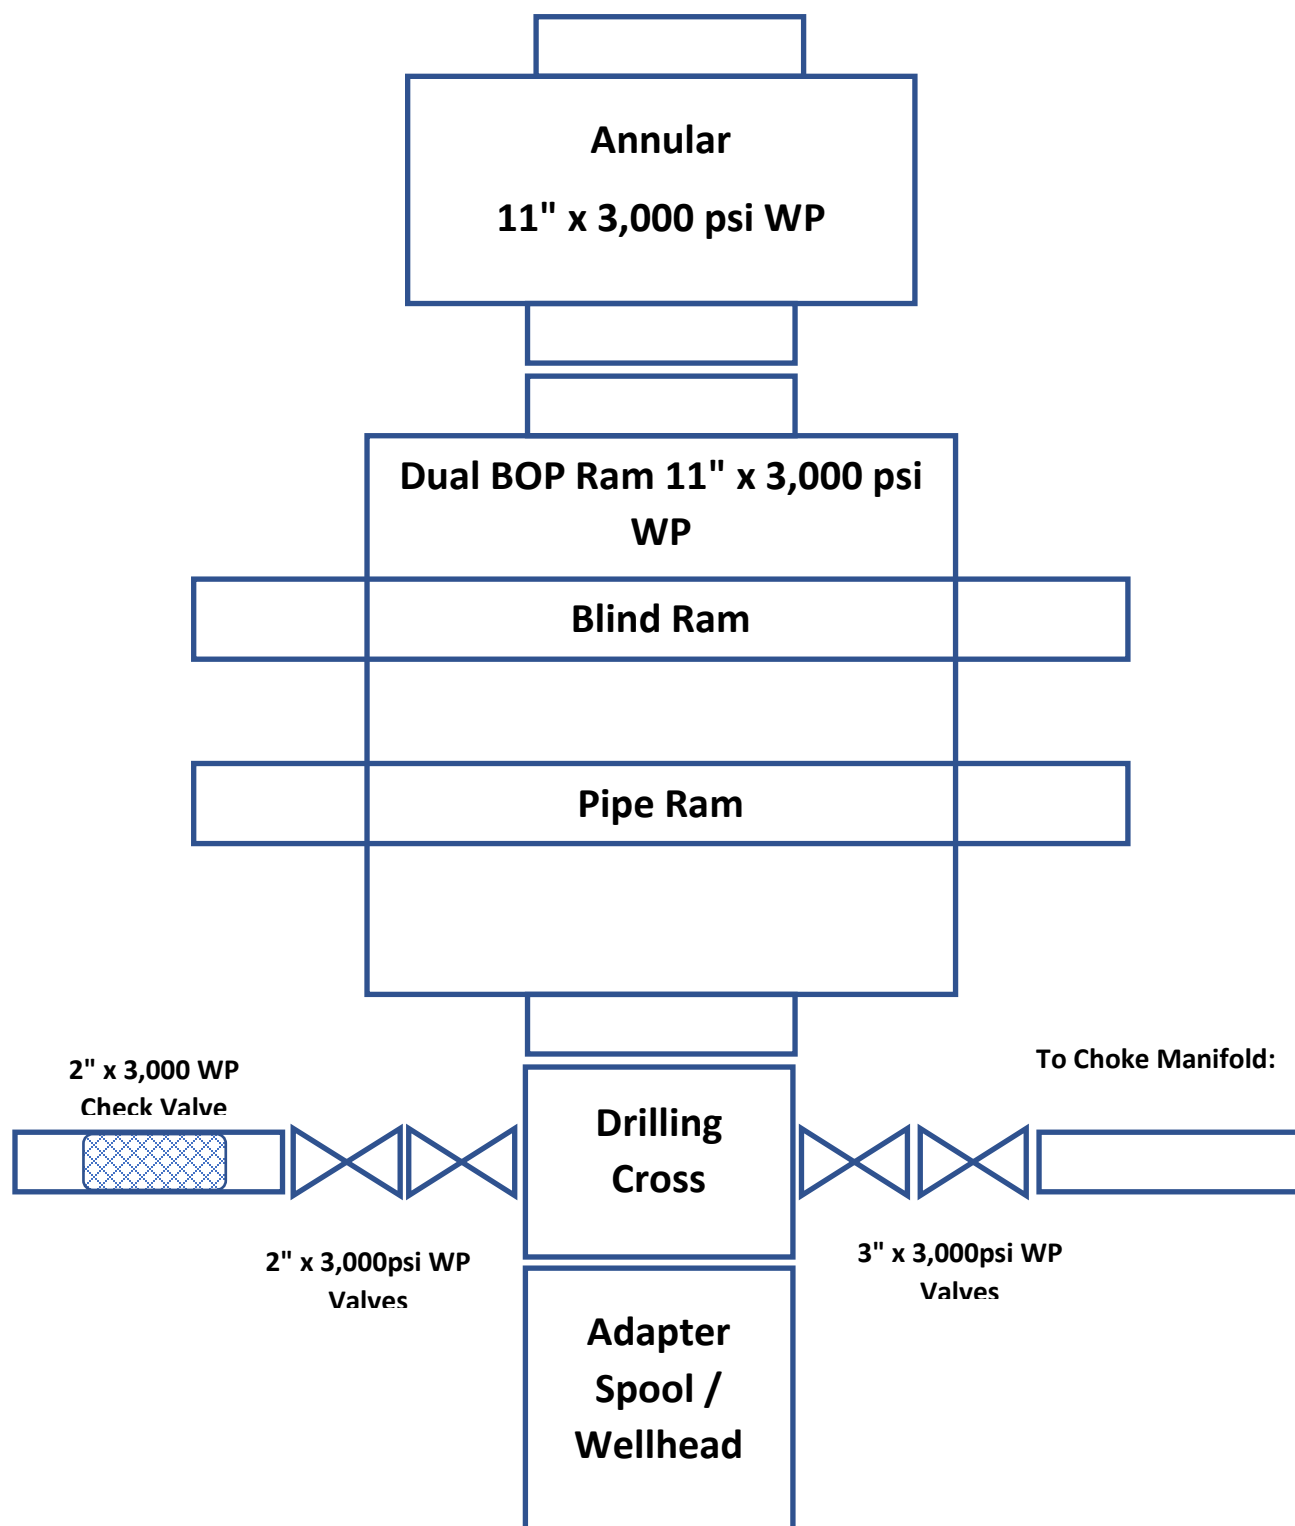 Annular
11" x 3,000 psi WP
Dual BOP Ram 11" x 3,000 psi
WP
Blind Ram
Pipe Ram
2" x 3,000 WP
Check Valve
To Choke Manifold:
Drilling
Cross
2" x 3,000psi WP
Valves
3" x 3,000psi WP
Valves
Adapter
Spool /
Wellhead